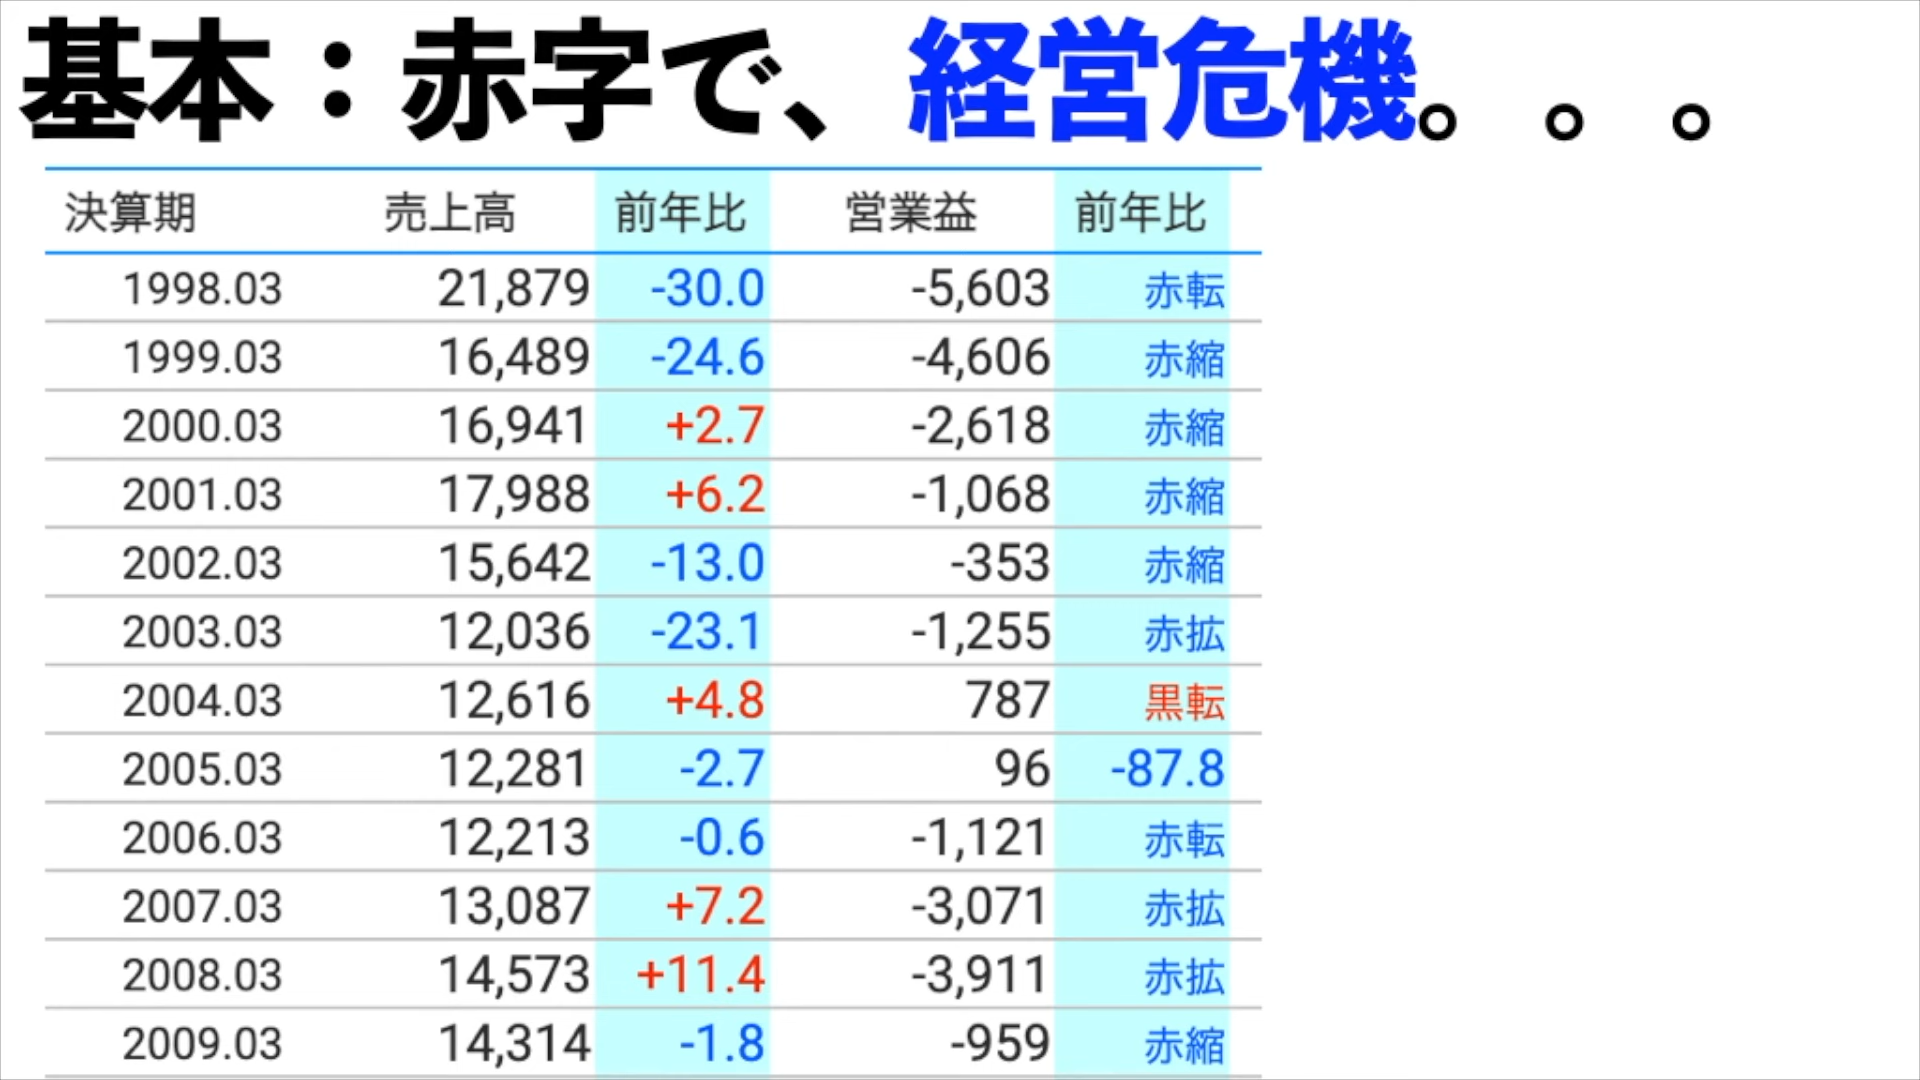 基本：赤字で、経営危機。。。
決算期 売上高 前年比 営業益 前年比
1998.03 21,879 -30.0 -5,603 赤転
1999.03 16,489 -24.6 -4,606 赤縮
2000.03 16,941 +2.7 -2,618 赤縮
2001.03 17,988 +6.2 -1,068 赤縮
2002.03 15,642 -13.0 -353 赤縮
2003.03 12,036 -23.1 -1,255 赤拡
2004.03 12,616 +4.8 787 黒転
2005.03 12,281 -2.7 96 -87.8
2006.03 12,213 -0.6 -1,121 赤転
2007.03 13,087 +7.2 -3,071 赤拡
2008.03 14,573 +11.4 -3,911 赤拡
2009.03 14,314 -1.8 -959 赤縮